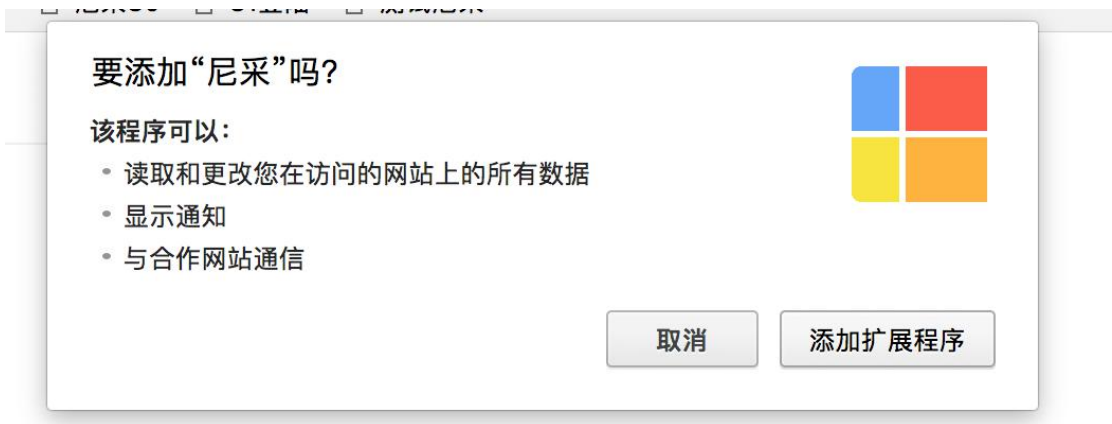 要添加“尼采”吗?
该程序可以:
读取和更改您在访问的网站上的所有数据
显示通知
与合作网站通信
取消
添加扩展程序